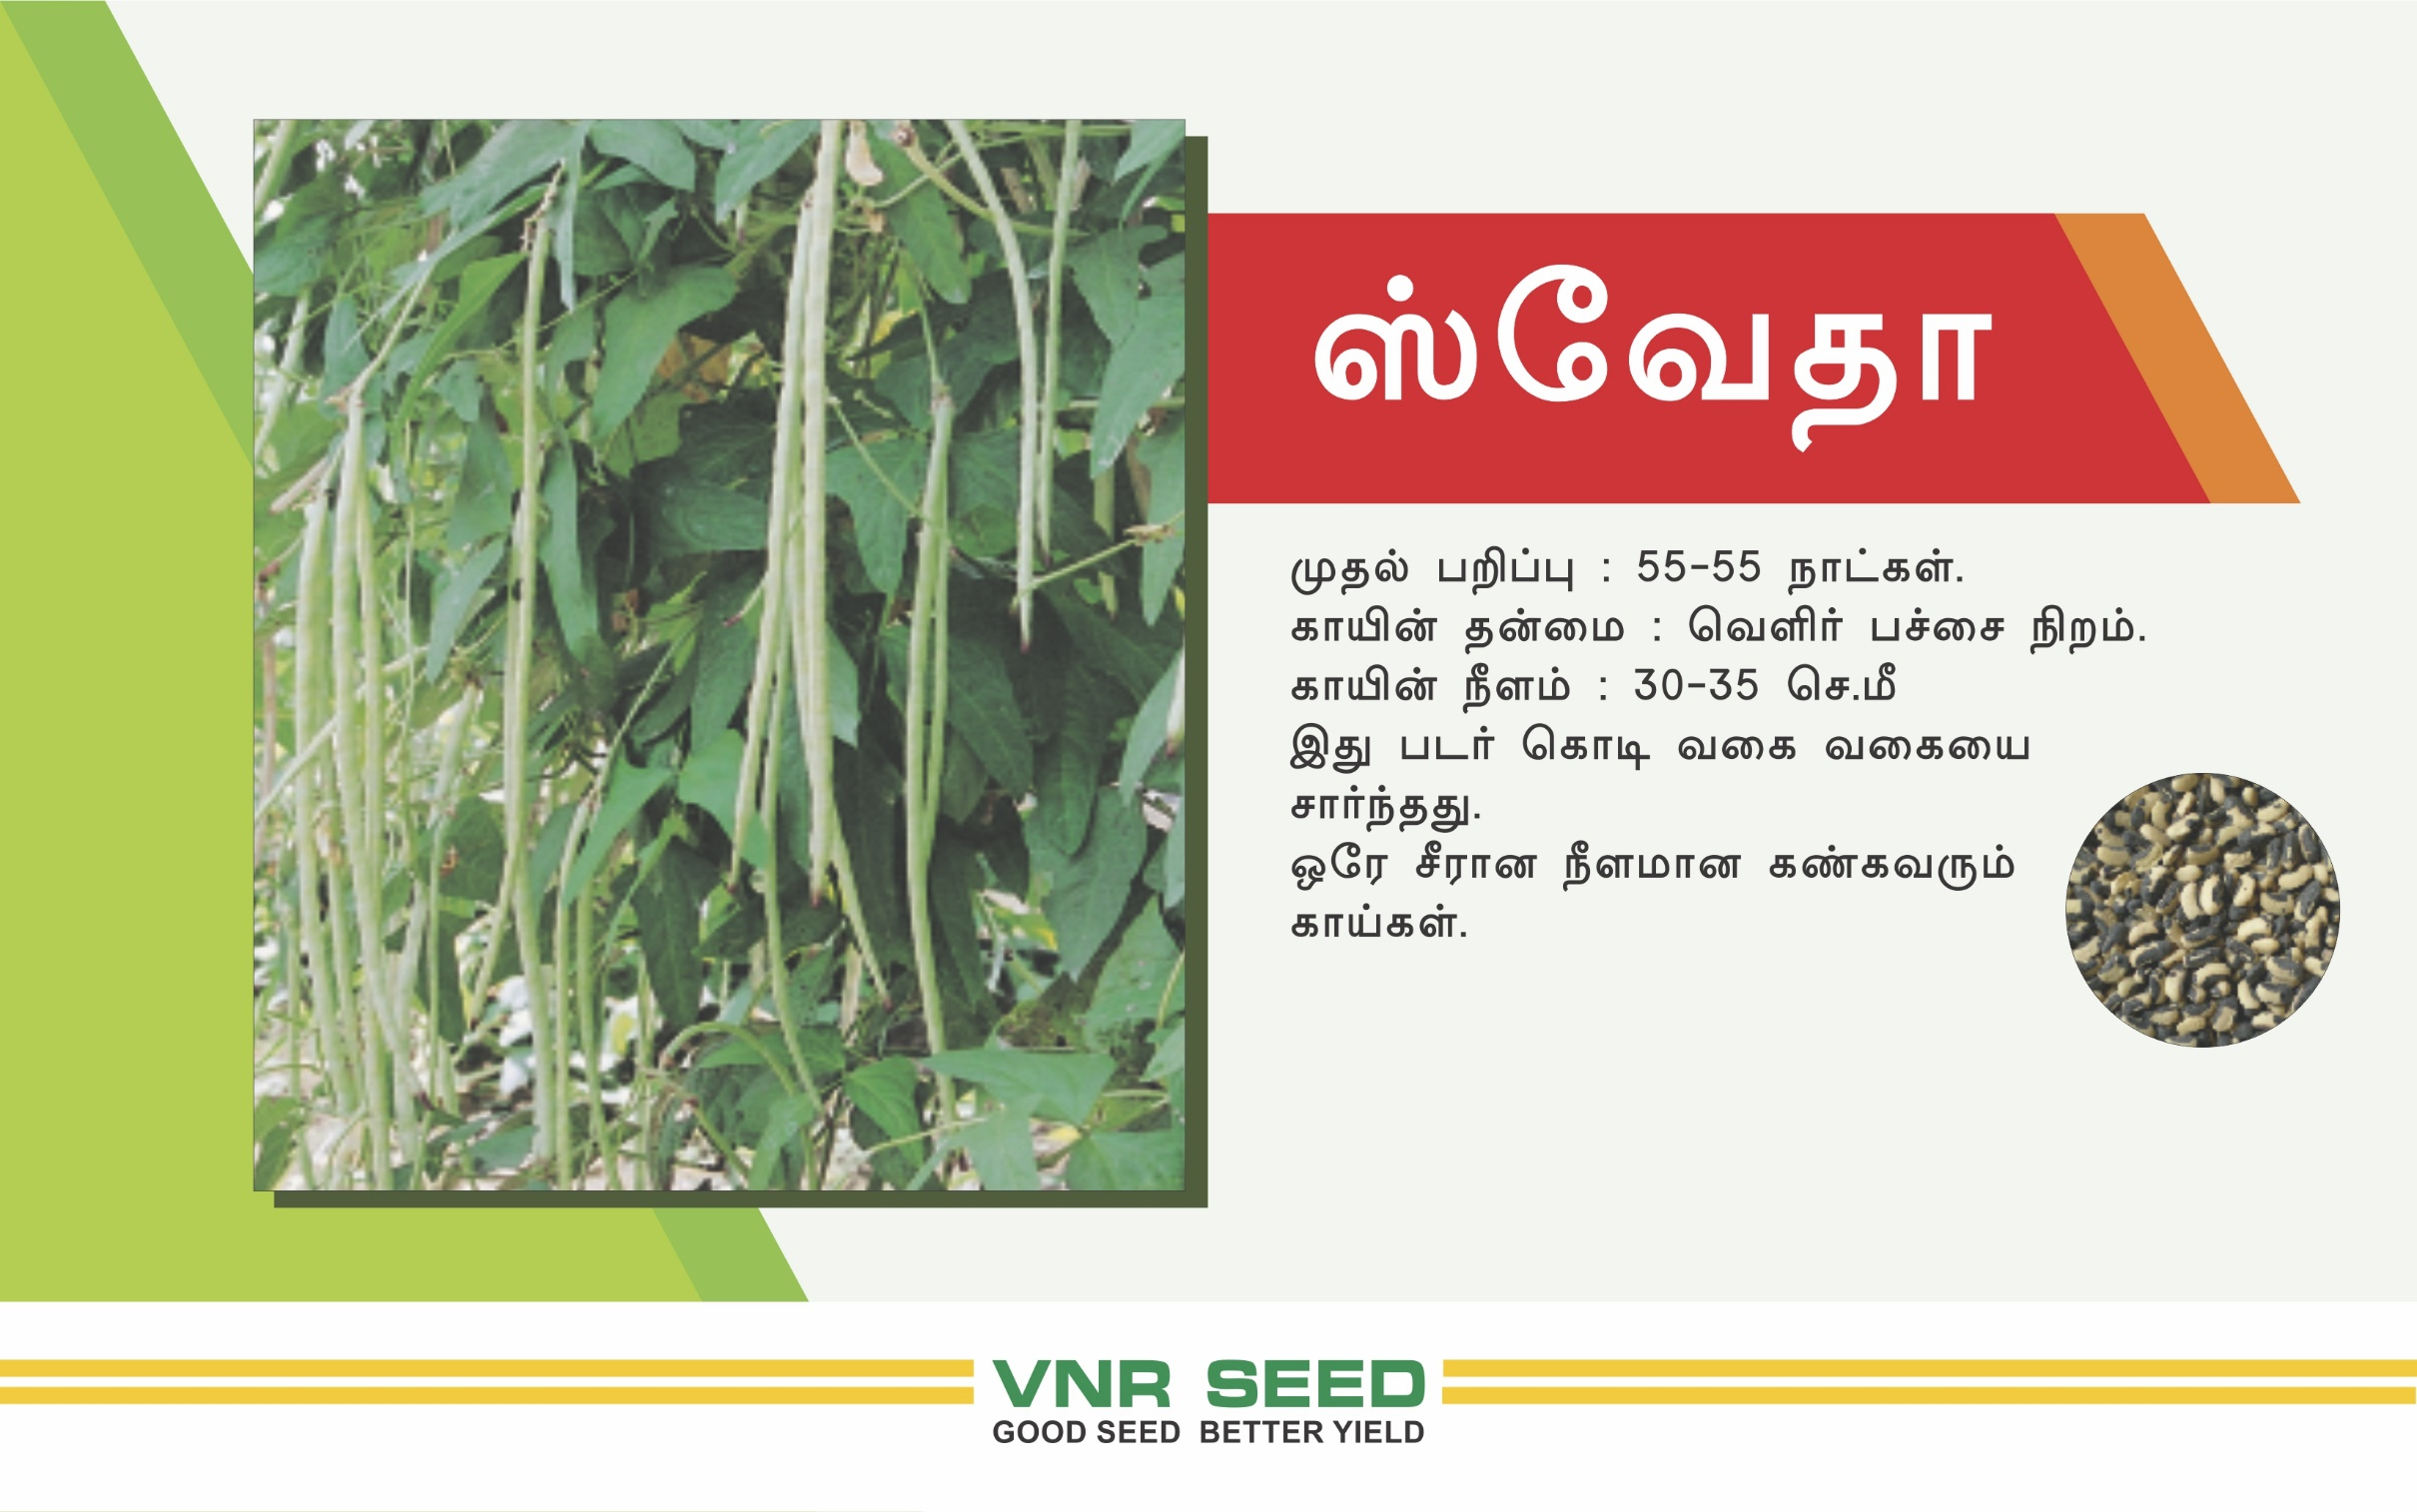 ஸ்வேதா
முதல் பறிப்பு : 55-55 நாட்கள்.
காயின் தன்மை : வெளிர் பச்சை நிறம்.
காயின் நீளம் : 30-35 செ.மீ
இது படர் கொடி வகை வகையை
சார்ந்தது.
ஒரே சீரான நீளமான கண்கவரும்
காய்கள்.
VNR SEED
GOOD SEED BETTER YIELD